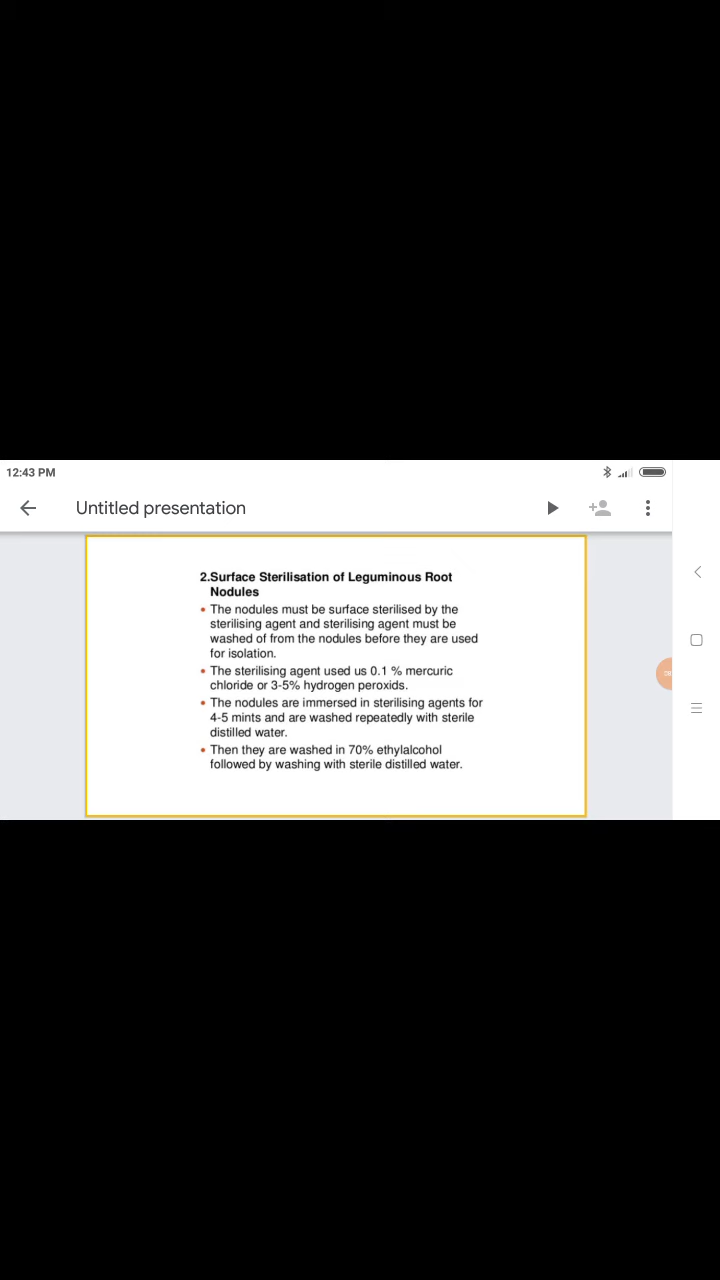 12:43 PM
Untitled presentation
2.Surface Sterilisation of Leguminous Root
Nodules
• The nodules must be surface sterilised by the
sterilising agent and sterilising agent must be
washed of from the nodules before they are used
for isolation.
• The sterilising agent used us 0.1 % mercuric
chloride or 3-5% hydrogen peroxids.
• The nodules are immersed in sterilising agents for
4-5 mints and are washed repeatedly with sterile
distilled water.
• Then they are washed in 70% ethylalcohol
followed by washing with sterile distilled water.